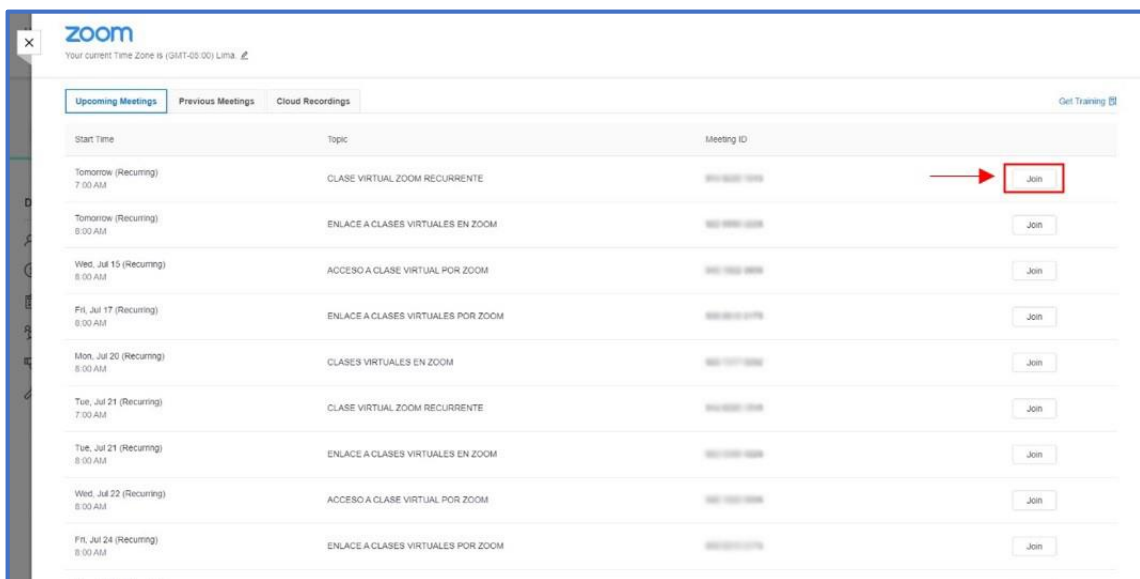 zoom
Your current Time Zone is (GMT-05:00) Lima.
Upcoming Meetings Previous Meetings Cloud Recordings Get Training
Start Time Topic Meeting ID
Tomorrow (Recurring)
7:00 AM
CLASE VIRTUAL ZOOM RECURRENTE
Join
Tomorrow (Recurring)
8:00 AM
ENLACE A CLASES VIRTUALES EN ZOOM
Join
Wed, Jul 15 (Recurring)
8:00 AM
ACCESO A CLASE VIRTUAL POR ZOOM
Join
Fri, Jul 17 (Recurring)
8:00 AM
ENLACE A CLASES VIRTUALES POR ZOOM
Join
Mon, Jul 20 (Recurring)
8:00 AM
CLASES VIRTUALES EN ZOOM
Join
Tue, Jul 21 (Recurring)
7:00 AM
CLASE VIRTUAL ZOOM RECURRENTE
Join
Tue, Jul 21 (Recurring)
8:00 AM
ENLACE A CLASES VIRTUALES EN ZOOM
Join
Wed, Jul 22 (Recurring)
8:00 AM
ACCESO A CLASE VIRTUAL POR ZOOM
Join
Fri, Jul 24 (Recurring)
8:00 AM
ENLACE A CLASES VIRTUALES POR ZOOM
Join